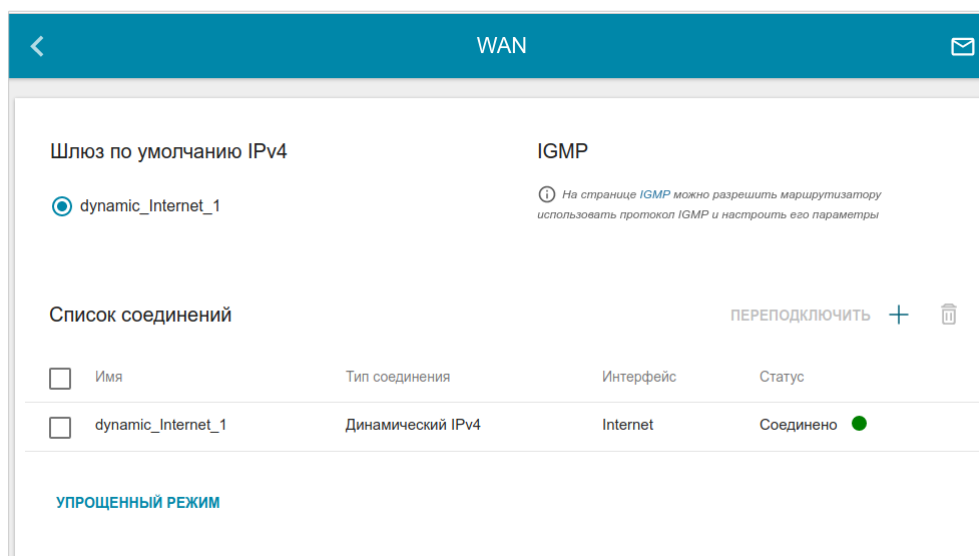 WAN
Шлюз по умолчанию IPv4
dynamic_Internet_1
IGMP
На странице IGMP можно разрешить маршрутизатору
использовать протокол IGMP и настроить его параметры
Список соединений
ПЕРЕПОДКЛЮЧИТЬ
Имя Тип соединения Интерфейс Статус
dynamic_Internet_1 Динамический IPv4 Internet Соединено
УПРОЩЕННЫЙ РЕЖИМ